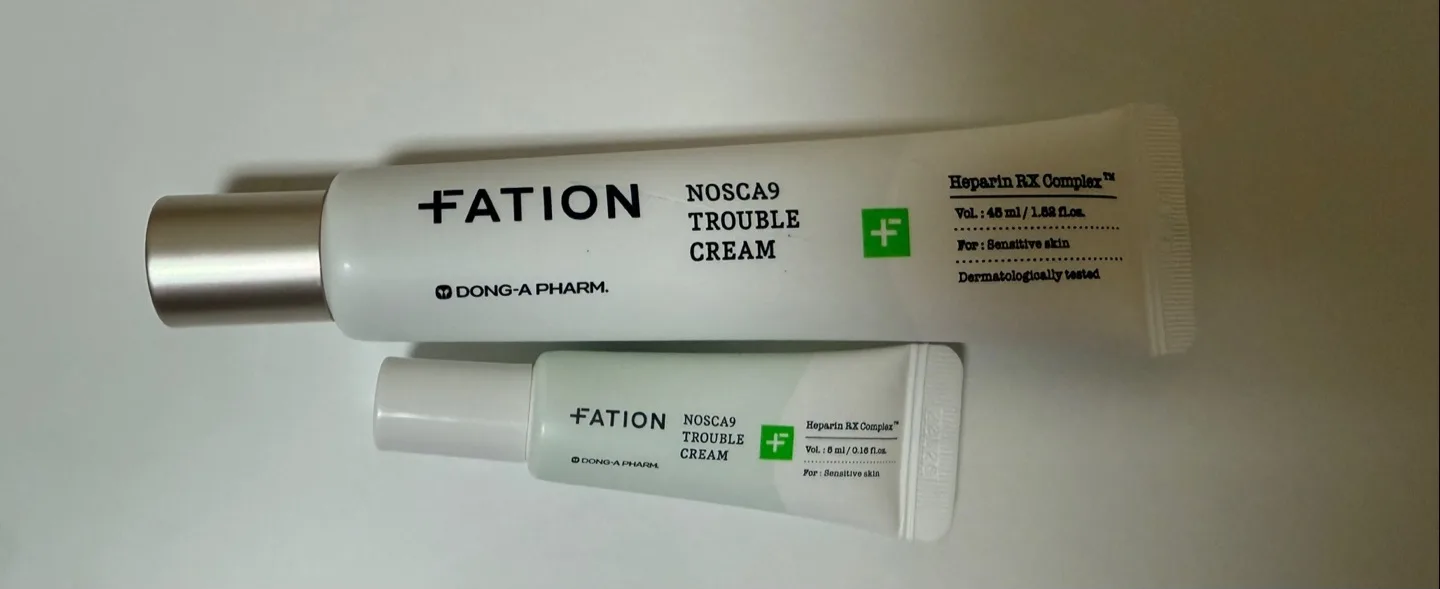 FATION
NOSCA9
TROUBLE
CREAM
DONG-A PHARM.
Heparin RX Complex™
Vol. : 45 ml / 1.52 fl.oz.
For : Sensitive skin
Dermatologically tested
FATION
NOSCA9
TROUBLE
CREAM
DONG-A PHARM.
Heparin RX Complex™
Vol. : 5 ml / 0.16 fl.oz.
For : Sensitive skin